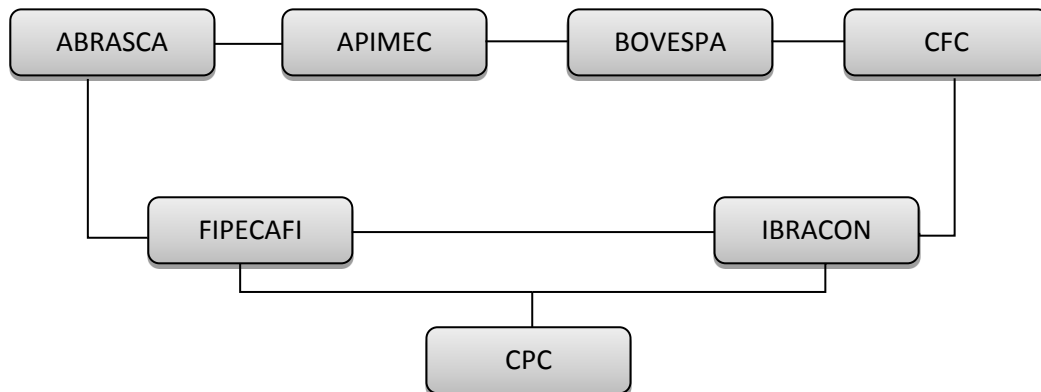 ABRASCA
APIMEC
BOVESPA
CFC
FIPECAFI
IBRACON
CPC